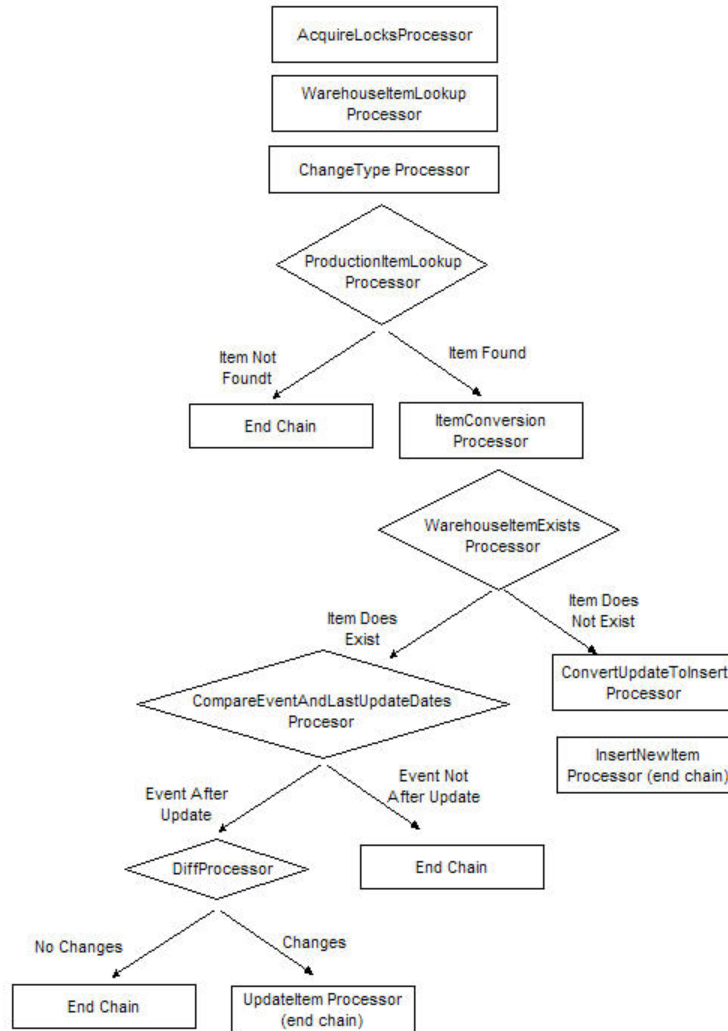 AcquireLocksProcessor
WarehouseItemLookup
Processor
ChangeType Processor
ProductionItemLookup
Processor
Item Not
Foundt
Item Found
End Chain
ItemConversion
Processor
WarehouseItemExists
Processor
Item Does
Exist
Item Does
Not Exist
CompareEventAndLastUpdateDates
Procesor
ConvertUpdateToInsert
Processor
InsertNewItem
Processor (end chain)
Event After
Update
Event Not
After Update
DiffProcessor
End Chain
No Changes
Changes
End Chain
UpdateItem Processor
(end chain)